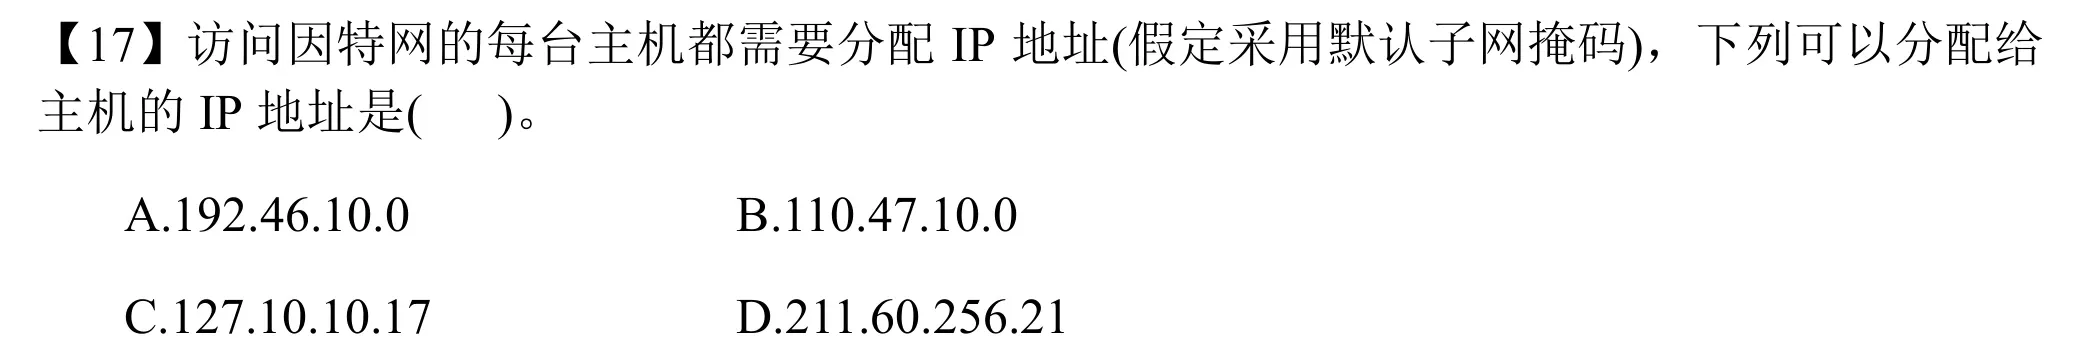 【17】访问因特网的每台主机都需要分配 IP 地址(假定采用默认子网掩码)，下列可以分配给
主机的 IP 地址是(    )。
A.192.46.10.0    B.110.47.10.0
C.127.10.10.17    D.211.60.256.21